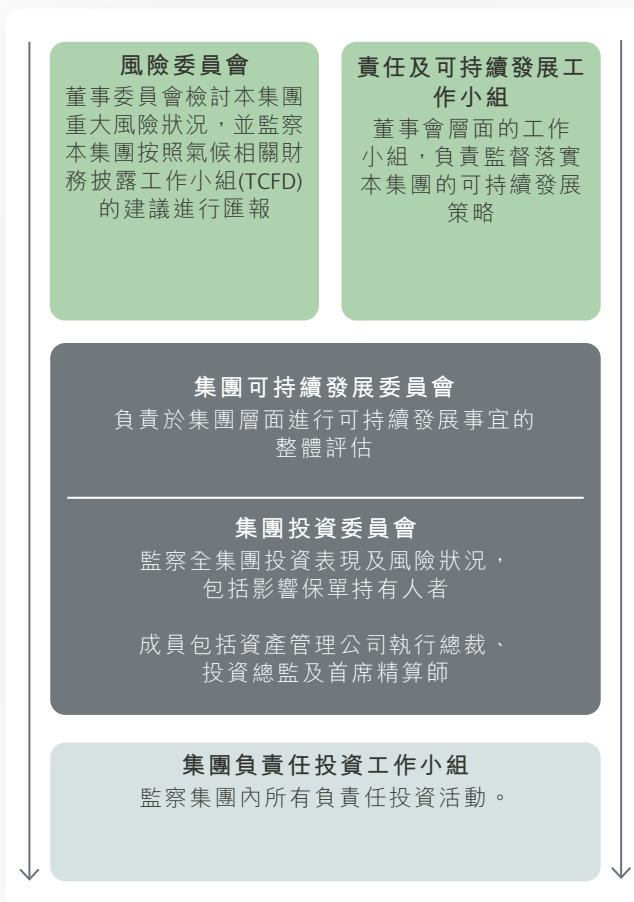 風險委員會
董事委員會檢討本集團
重大風險狀況，並監察
本集團按照氣候相關財
務披露工作小組(TCFD)
的建議進行匯報
責任及可持續發展工
作小組
董事會層面的工作
小組，負責監督落實
本集團的可持續發展
策略
集團可持續發展委員會
負責於集團層面進行可持續發展事宜的
整體評估
集團投資委員會
監察全集團投資表現及風險狀況，
包括影響保單持有人者
成員包括資產管理公司執行總裁、
投資總監及首席精算師
集團負責任投資工作小組
監察集團內所有負責任投資活動。